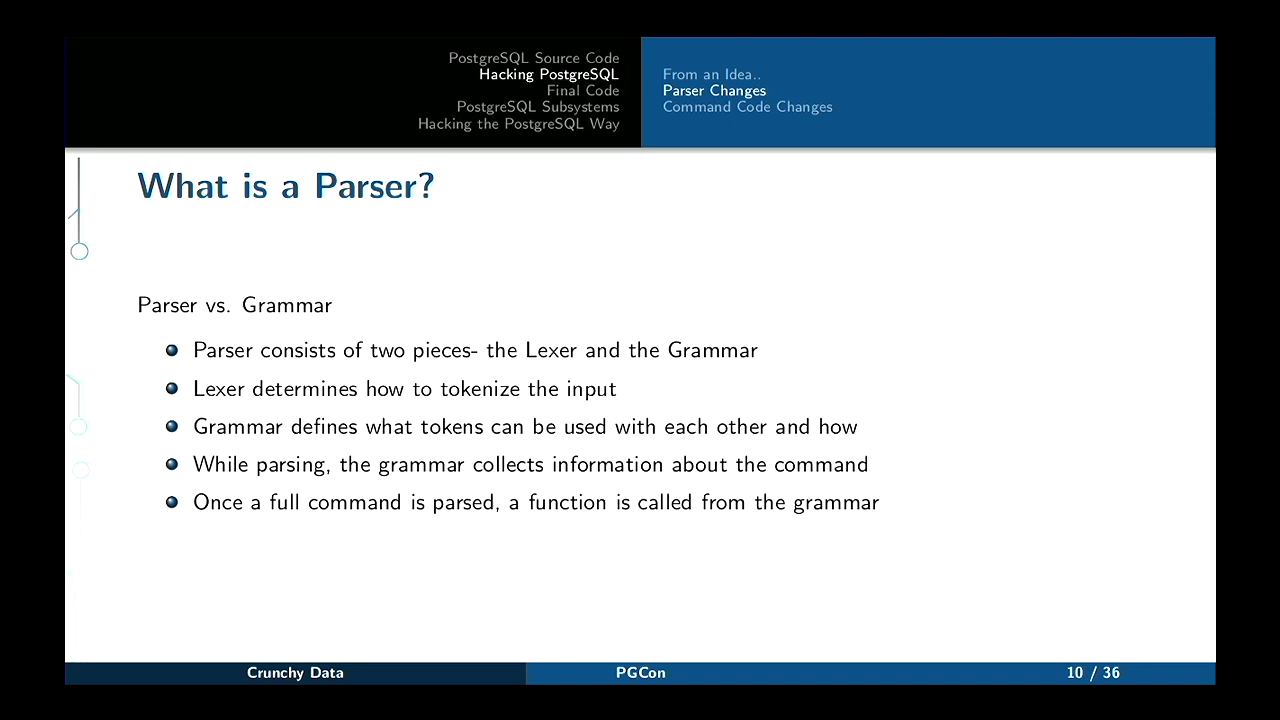 PostgreSQL Source Code
Hacking PostgreSQL
Final Code
PostgreSQL Subsystems
Hacking the PostgreSQL Way
From an Idea..
Parser Changes
Command Code Changes
What is a Parser?
Parser vs. Grammar
Parser consists of two pieces- the Lexer and the Grammar
Lexer determines how to tokenize the input
Grammar defines what tokens can be used with each other and how
While parsing, the grammar collects information about the command
Once a full command is parsed, a function is called from the grammar
Crunchy Data
PGCon
10 / 36